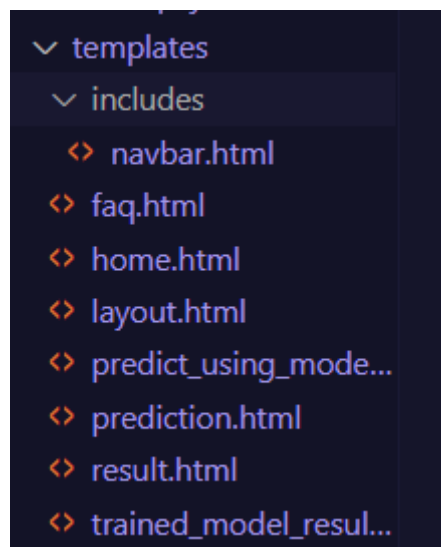 templates
includes
navbar.html
faq.html
home.html
layout.html
predict_using_mode...
prediction.html
result.html
trained_model_resul...